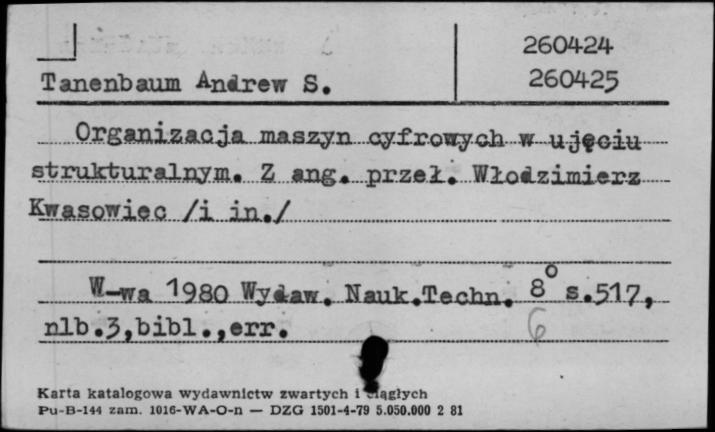 260424
Tanenbaum Andrew S. 260425
Organizacja maszyn cyfrowych w ujęciu
strukturalnym. Z ang. przeł. Włodzimierz
Kwasowiec /i in./
W-wa 1980 Wydaw. Nauk.Techn. 8° s.517,
nlb.3,bibl.,err. 6
Karta katalogowa wydawnictw zwartych i ciągłych
Pu-B-144 zam. 1016-WA-O-n — DZG 1501-4-79 5.050.000 2 81